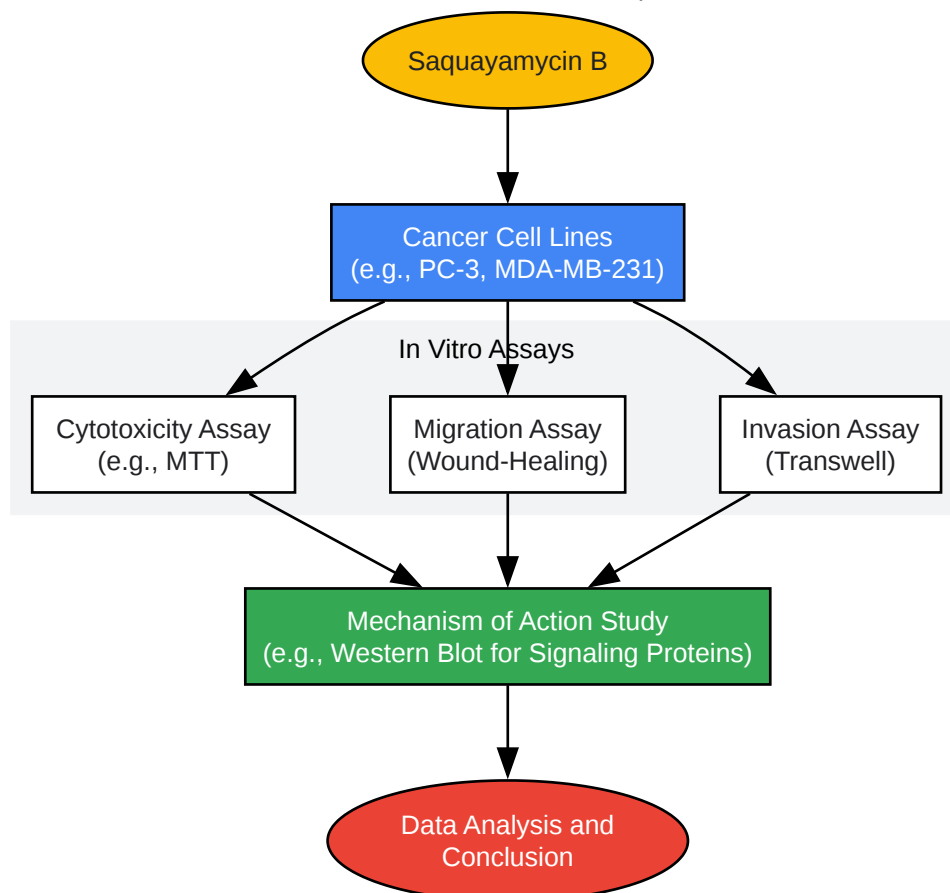 Saquayamycin B
Cancer Cell Lines
(e.g., PC-3, MDA-MB-231)
In Vitro Assays
Cytotoxicity Assay
(e.g., MTT)
Migration Assay
(Wound-Healing)
Invasion Assay
(Transwell)
Mechanism of Action Study
(e.g., Western Blot for Signaling Proteins)
Data Analysis and
Conclusion